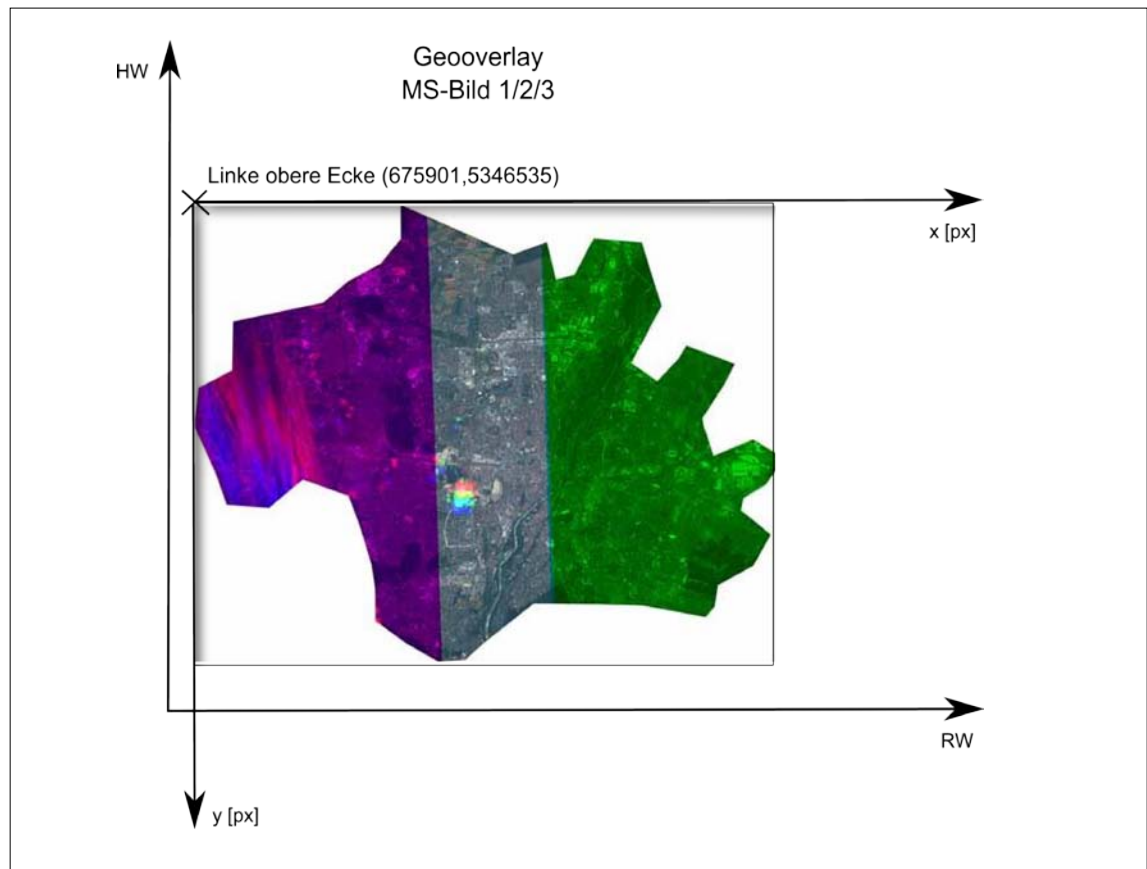 Geooverlay
MS-Bild 1/2/3
HW
Linke obere Ecke (675901,5346535)
x [px]
RW
y [px]